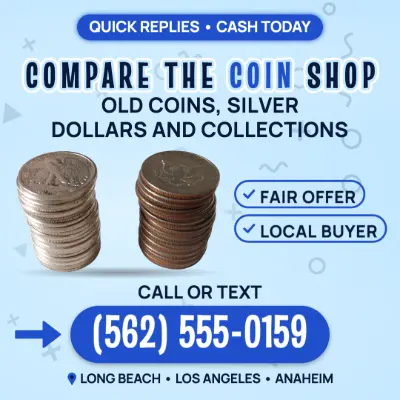 QUICK REPLIES • CASH TODAY
COMPARE THE COIN SHOP
OLD COINS, SILVER
DOLLARS AND COLLECTIONS
FAIR OFFER
LOCAL BUYER
CALL OR TEXT
(562) 555-0159
LONG BEACH • LOS ANGELES • ANAHEIM